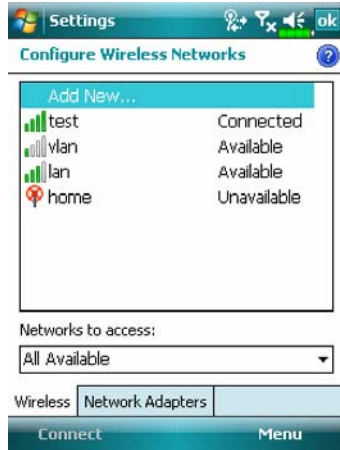 Settings
ok
Configure Wireless Networks
?
Add New...
test Connected
vlan Available
lan Available
home Unavailable
Networks to access:
All Available
Wireless Network Adapters
Connect Menu